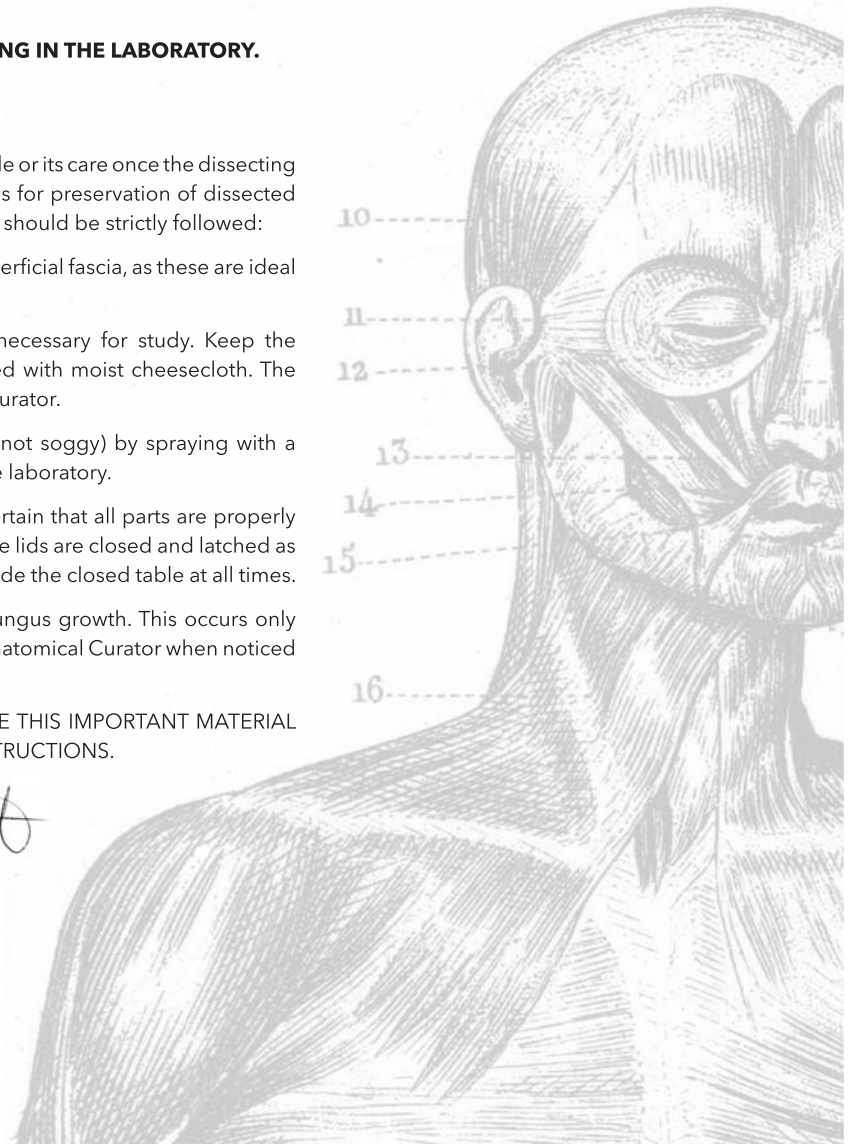 NG IN THE LABORATORY.
le or its care once the dissecting
s for preservation of dissected
should be strictly followed:
erficial fascia, as these are ideal
necessary for study. Keep the
ed with moist cheesecloth. The
urator.
not soggy) by spraying with a
e laboratory.
ertain that all parts are properly
e lids are closed and latched as
de the closed table at all times.
ungus growth. This occurs only
natomical Curator when noticed
E THIS IMPORTANT MATERIAL
TRUCTIONS.
10
11
12
13
14
15
16